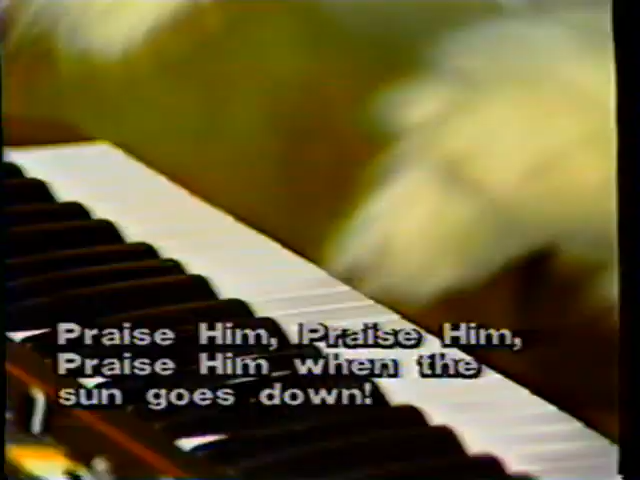 Praise Him, Praise Him,
Praise Him when the
sun goes down!